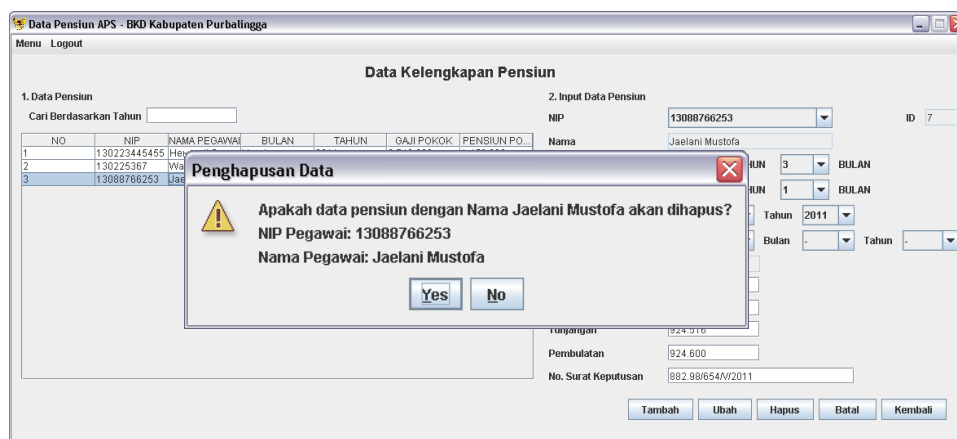 Data Pensiun APS - BKD Kabupaten Purbalingga
Menu Logout
Data Kelengkapan Pensiun
1. Data Pensiun
Cari Berdasarkan Tahun
NO NIP NAMA PEGAWAI BULAN TAHUN GAJI POKOK PENSIUN PO...
1 130223445455
2 130225367
3 13088766253
2. Input Data Pensiun
NIP 13088766253 ID 7
Nama Jaelani Mustofa
3 BULAN
1 BULAN
Tahun 2011
Bulan - Tahun -
Tunjangan 924.516
Pembulatan 924.600
No. Surat Keputusan 882.98/654/V/2011
Tambah Ubah Hapus Batal Kembali
Penghapusan Data
Apakah data pensiun dengan Nama Jaelani Mustofa akan dihapus?
NIP Pegawai: 13088766253
Nama Pegawai: Jaelani Mustofa
Yes No